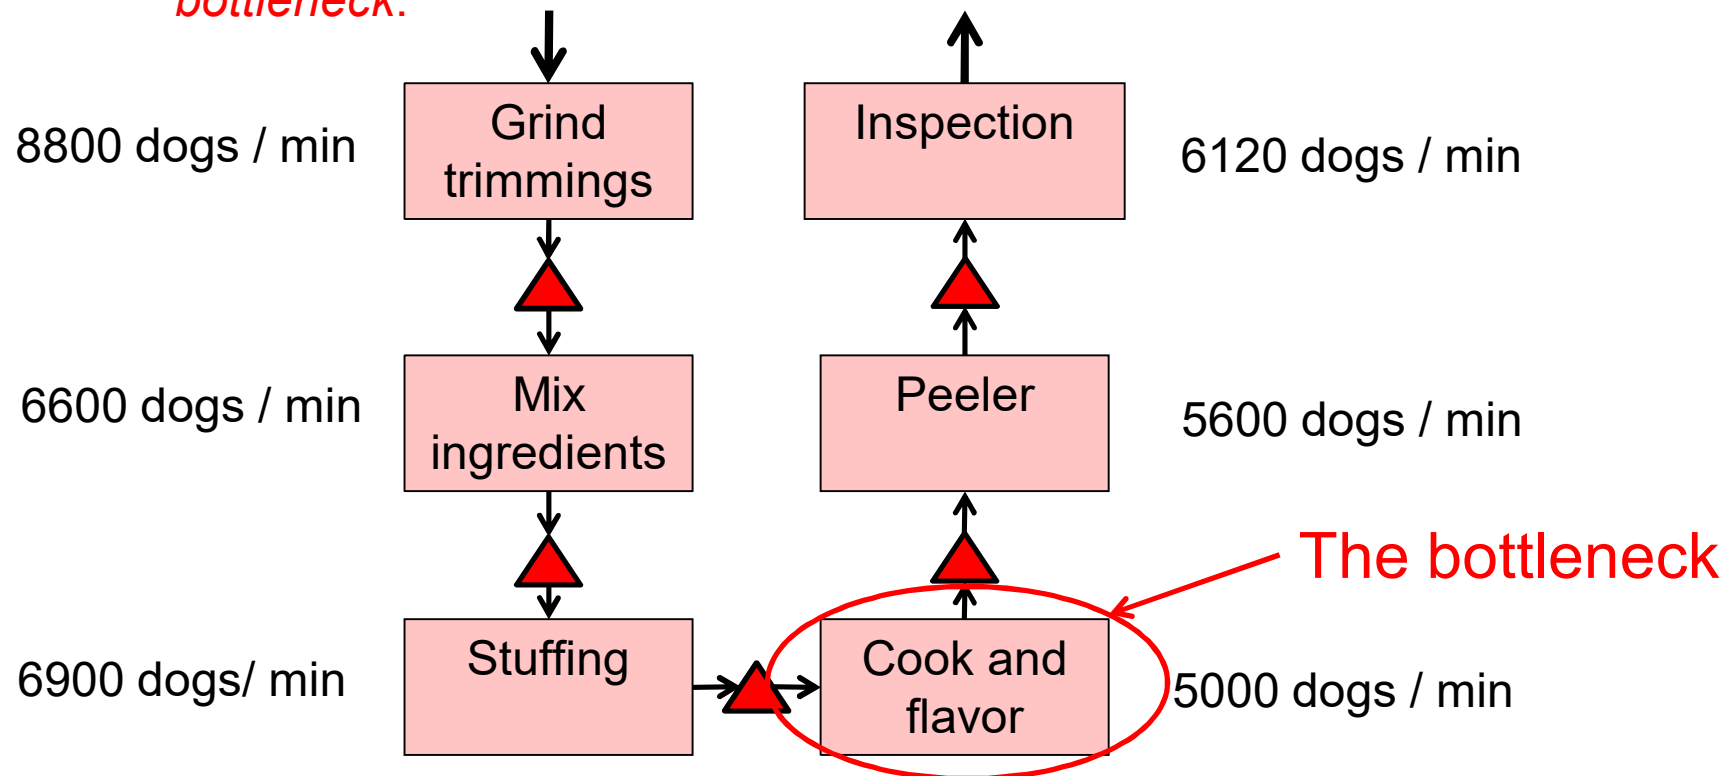 bottleneck.
8800 dogs / min
Grind
trimmings
Inspection
6120 dogs / min
6600 dogs / min
Mix
ingredients
Peeler
5600 dogs / min
The bottleneck
6900 dogs/ min
Stuffing
Cook and
flavor
5000 dogs / min